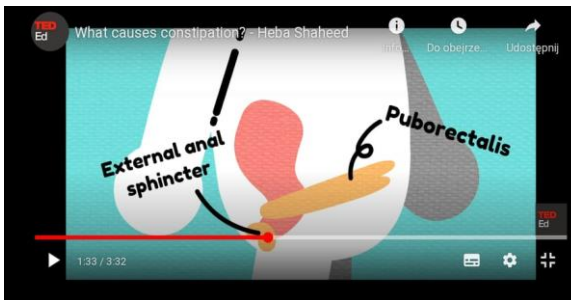 TED
Ed
What causes constipation? - Heba Shaheed
Info...
Do obejrze...
Udostępnij
External anal
sphincter
Puborectalis
TED
Ed
1:33 / 3:32